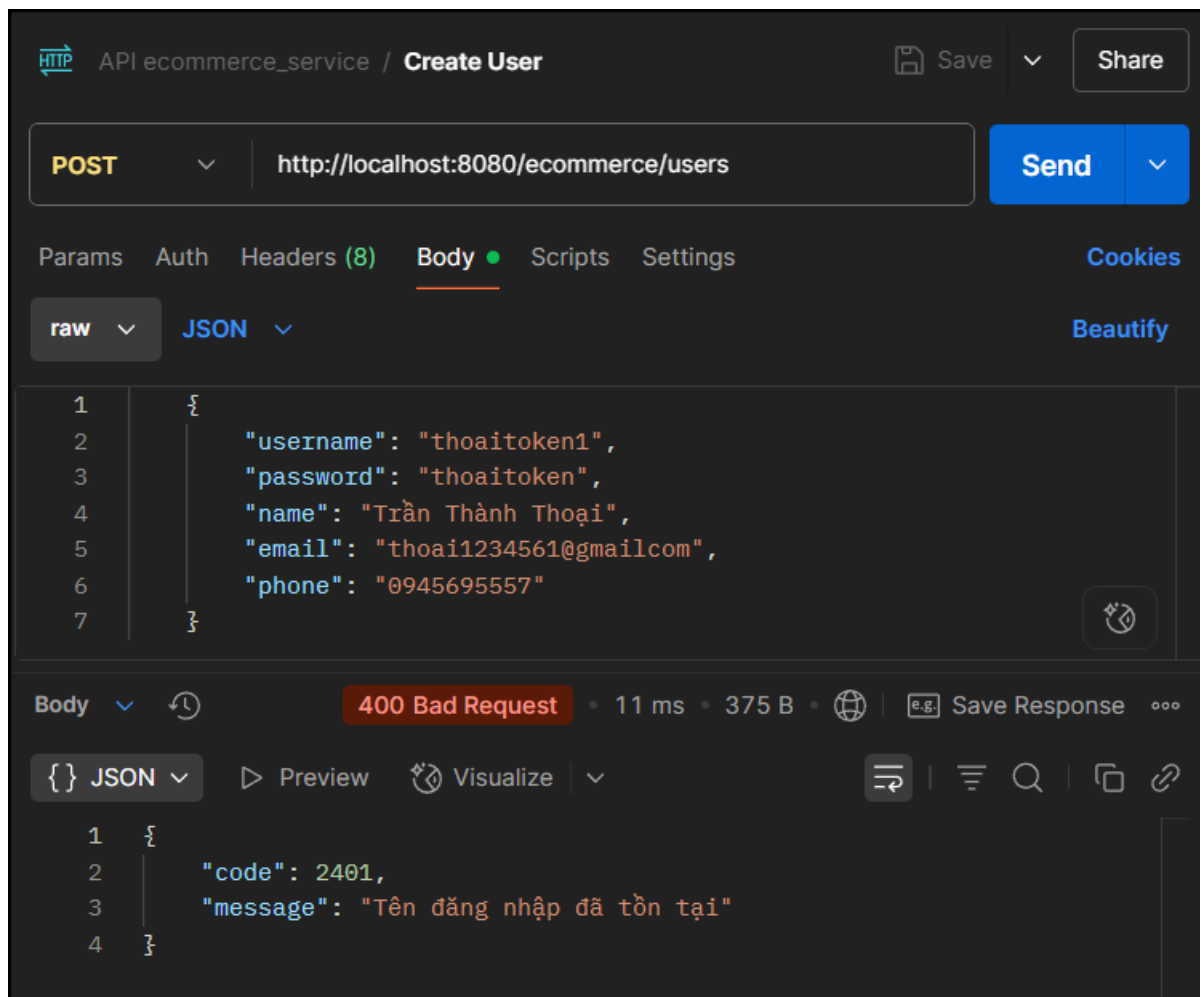 HTTP API ecommerce_service / Create User Save Share
POST http://localhost:8080/ecommerce/users Send
Params Auth Headers (8) Body Scripts Settings Cookies
raw JSON Beautify
1 {
2 "username": "thoaitoken1",
3 "password": "thoaitoken",
4 "name": "Trần Thành Thoại",
5 "email": "thoai1234561@gmailcom",
6 "phone": "0945695557"
7 }
Body 400 Bad Request • 11 ms • 375 B • e.g. Save Response
{} JSON Preview Visualize
1 {
2 "code": 2401,
3 "message": "Tên đăng nhập đã tồn tại"
4 }